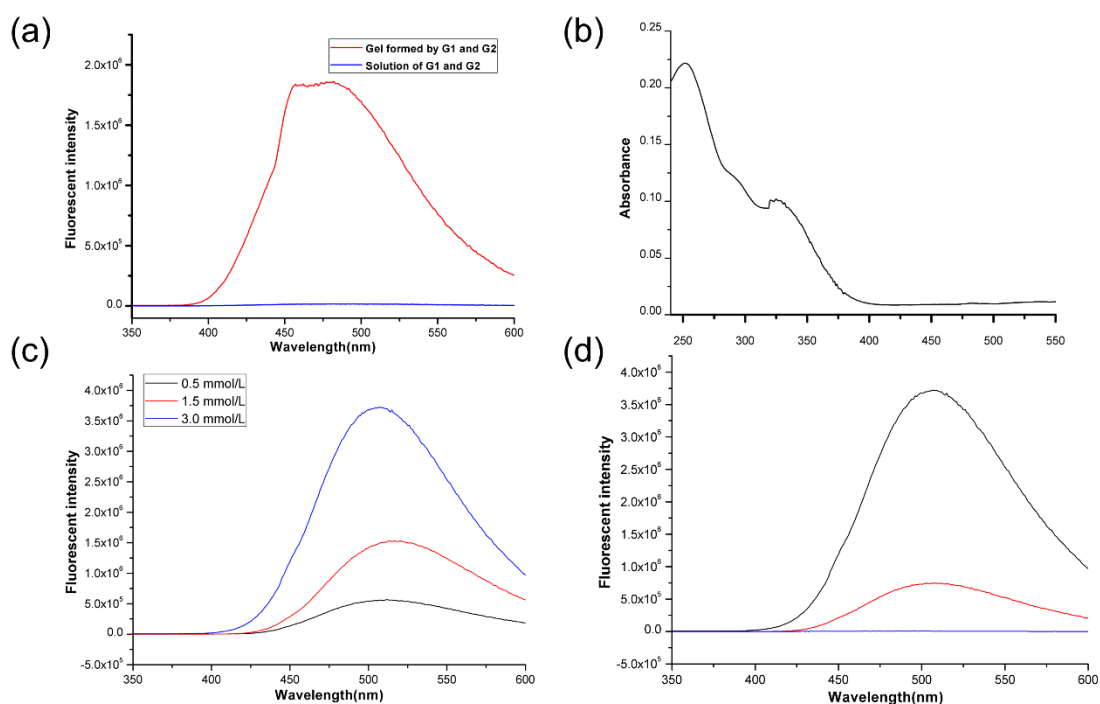 (a)
Gel formed by G1 and G2
Solution of G1 and G2
2.0x10⁶
1.5x10⁶
1.0x10⁶
5.0x10⁵
0.0
Fluorescent intensity
350 400 450 500 550 600
Wavelength(nm)
(b)
0.25
0.20
0.15
0.10
0.05
0.00
Absorbance
250 300 350 400 450 500 550
(c)
0.5 mmol/L
1.5 mmol/L
3.0 mmol/L
4.0x10⁶
3.5x10⁶
3.0x10⁶
2.5x10⁶
2.0x10⁶
1.5x10⁶
1.0x10⁶
5.0x10⁵
0.0
-5.0x10⁵
Fluorescent intensity
350 400 450 500 550 600
Wavelength(nm)
(d)
4.0x10⁶
3.5x10⁶
3.0x10⁶
2.5x10⁶
2.0x10⁶
1.5x10⁶
1.0x10⁶
5.0x10⁵
0.0
-5.0x10⁵
Fluorescent intensity
350 400 450 500 550 600
Wavelength(nm)